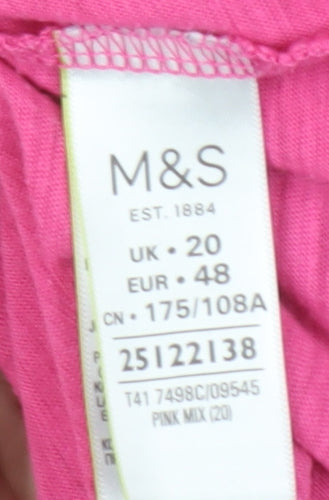 M&S
EST. 1884
UK • 20
EUR • 48
CN • 175/108A
25122138
T41 7498C/09545
PINK MIX (20)